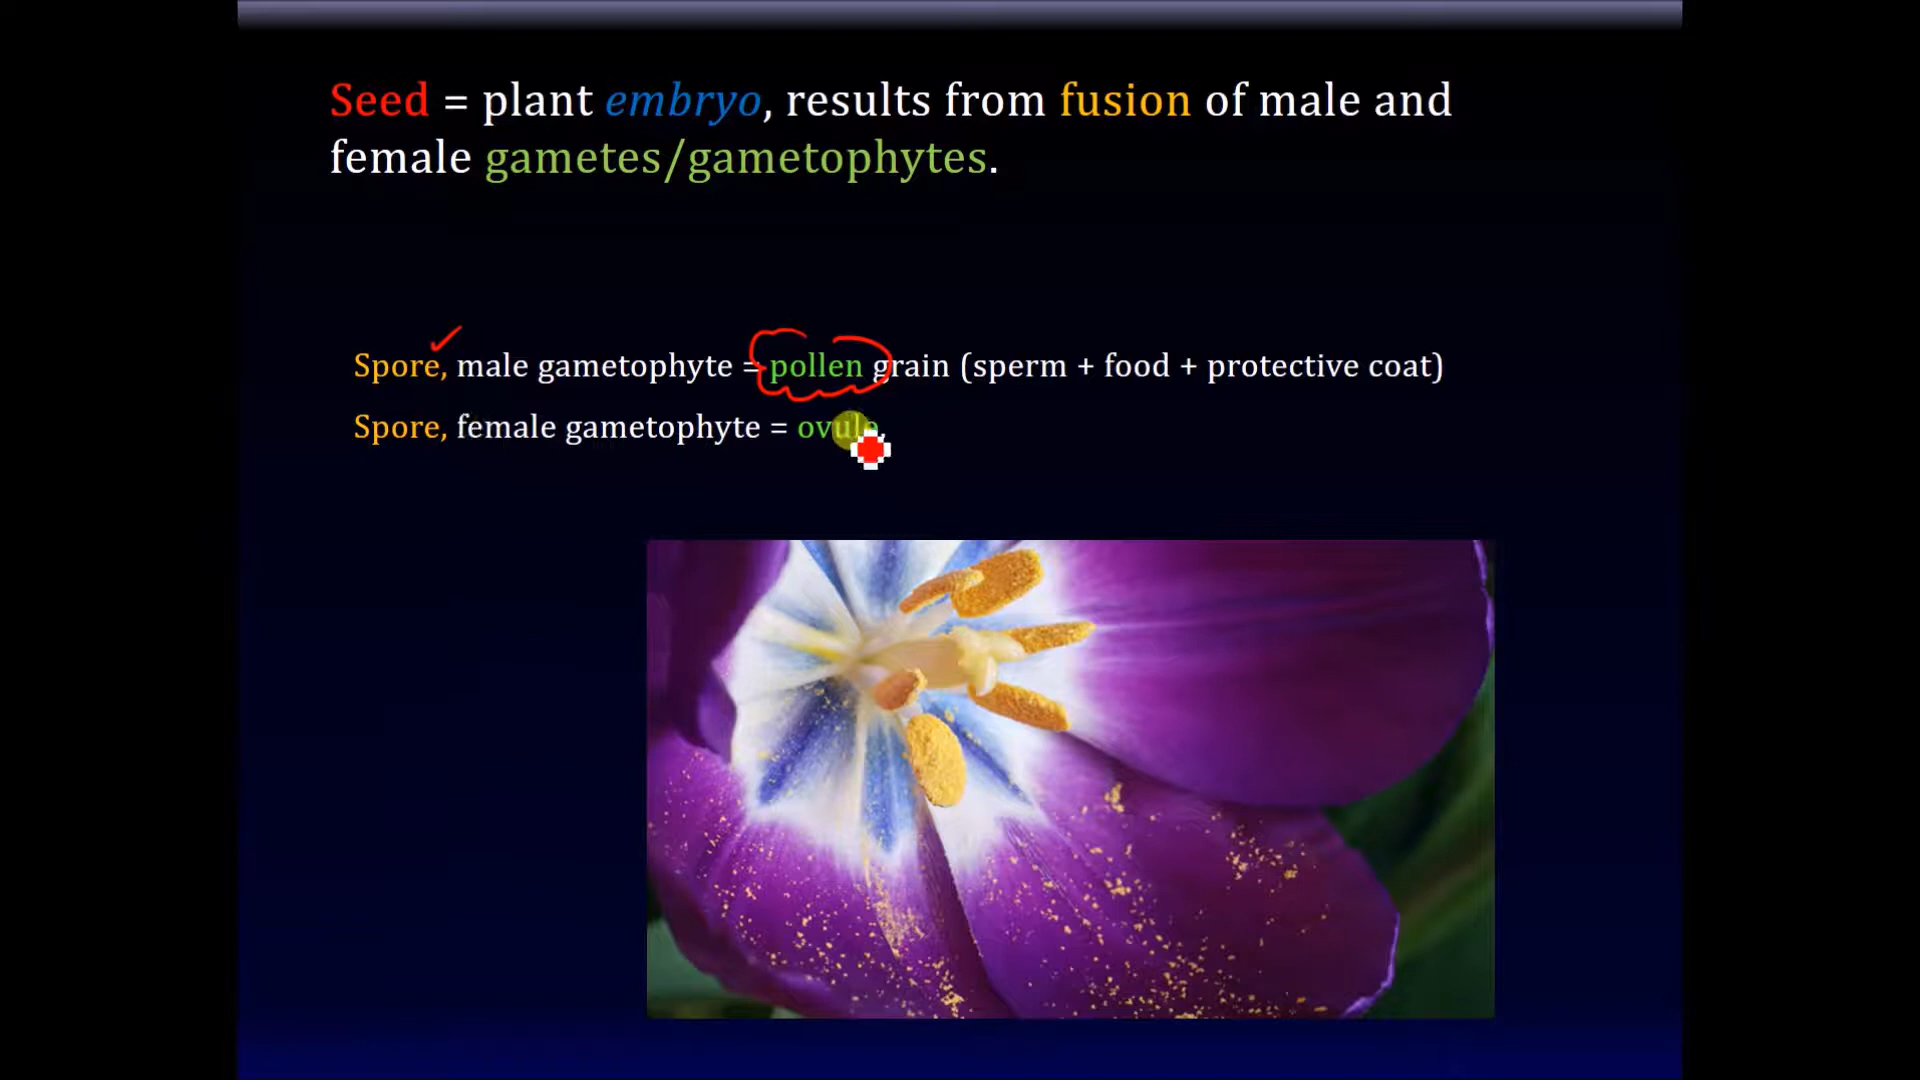 Seed = plant embryo, results from fusion of male and
female gametes/gametophytes.
Spore, male gametophyte = pollen grain (sperm + food + protective coat)
Spore, female gametophyte = ovule.